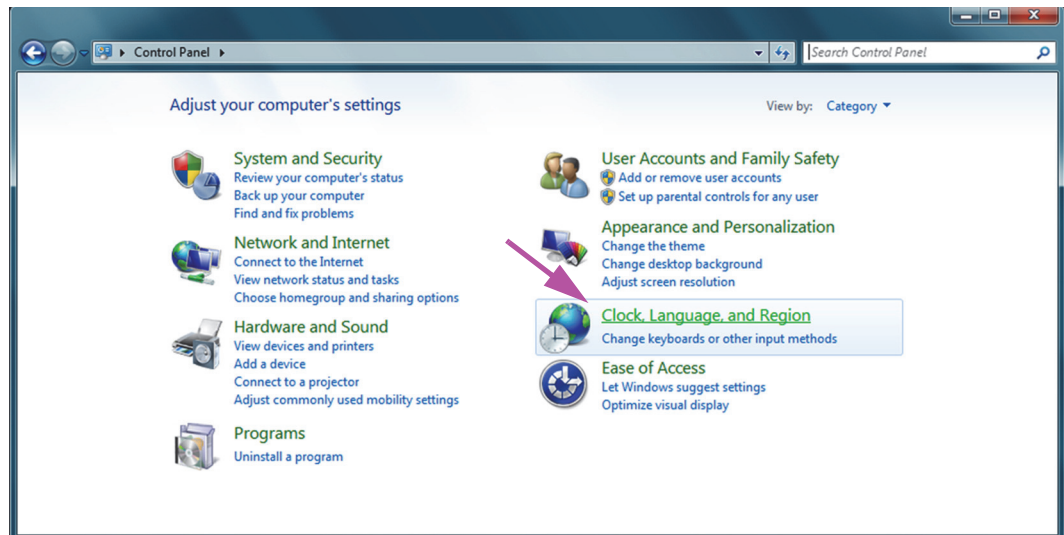 Control Panel
Search Control Panel
Adjust your computer's settings
View by: Category
System and Security
Review your computer's status
Back up your computer
Find and fix problems
Network and Internet
Connect to the Internet
View network status and tasks
Choose homegroup and sharing options
Hardware and Sound
View devices and printers
Add a device
Connect to a projector
Adjust commonly used mobility settings
Programs
Uninstall a program
User Accounts and Family Safety
Add or remove user accounts
Set up parental controls for any user
Appearance and Personalization
Change the theme
Change desktop background
Adjust screen resolution
Clock, Language, and Region
Change keyboards or other input methods
Ease of Access
Let Windows suggest settings
Optimize visual display